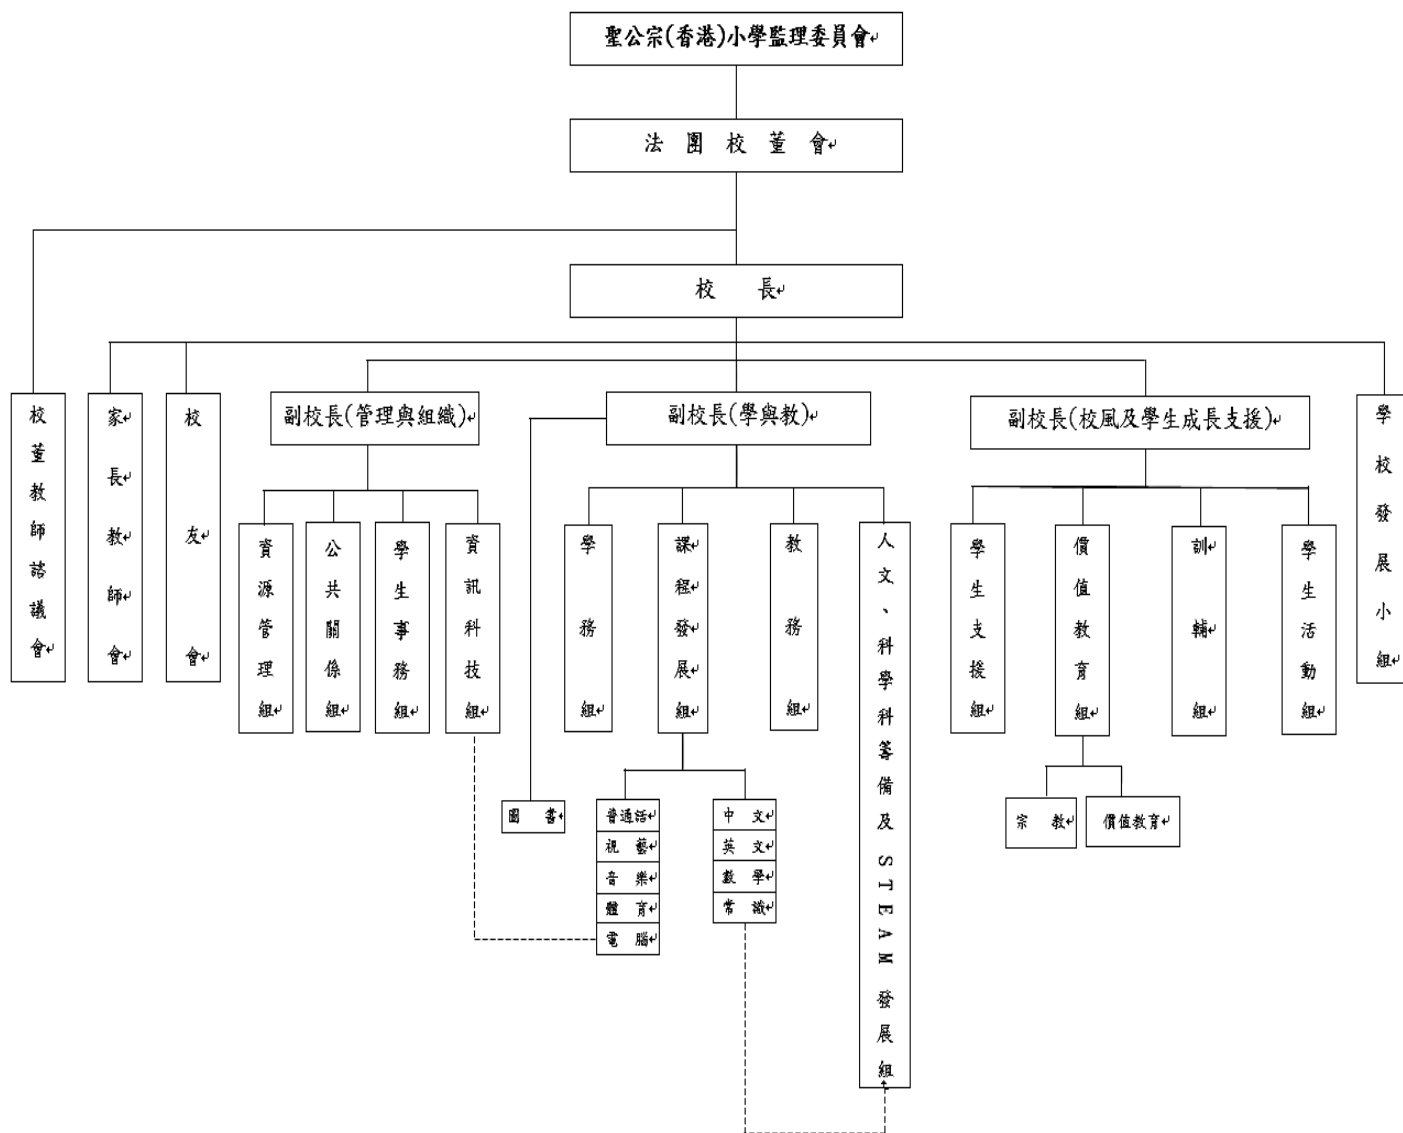 聖公宗(香港)小學監理委員會
法團校董會
校長
校董教師諮議會
家長教師會
校友會
副校長(管理與組織)
副校長(學與教)
副校長(校風及學生成長支援)
學校發展小組
資源管理組
公共關係組
學生事務組
資訊科技組
學務組
課程發展組
教務組
人文、科學科籌備及STEAM發展組
學生支援組
價值教育組
訓輔組
學生活動組
圖書
普通話
視藝
音樂
體育
電腦
中文
英文
數學
常識
宗教
價值教育